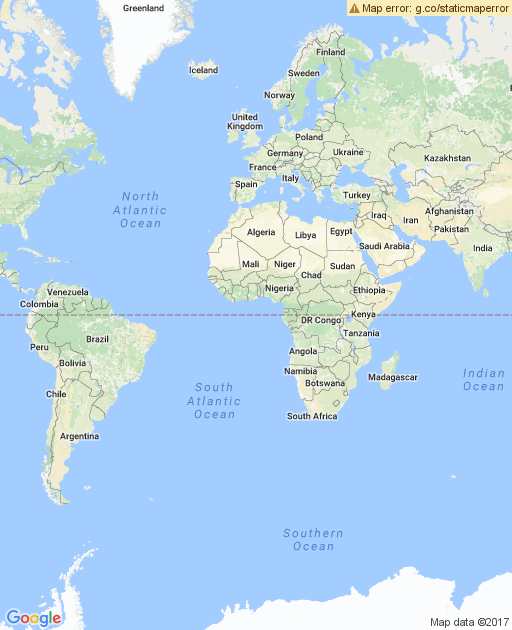 ⚠ Map error: g.co/staticmaperror
Greenland
Finland
Iceland
Sweden
Norway
United
Kingdom
Poland
Germany
Ukraine
Kazakhstan
France
Italy
Spain
Turkey
North
Atlantic
Ocean
Iraq
Iran
Afghanistan
Pakistan
Algeria
Libya
Egypt
Saudi Arabia
India
Mali
Niger
Chad
Sudan
Nigeria
Ethiopia
Venezuela
Colombia
Kenya
DR Congo
Tanzania
Peru
Brazil
Angola
Bolivia
Namibia
Botswana
Madagascar
Indian
Ocean
Chile
South
Atlantic
Ocean
South Africa
Argentina
Southern
Ocean
Google
Map data ©2017